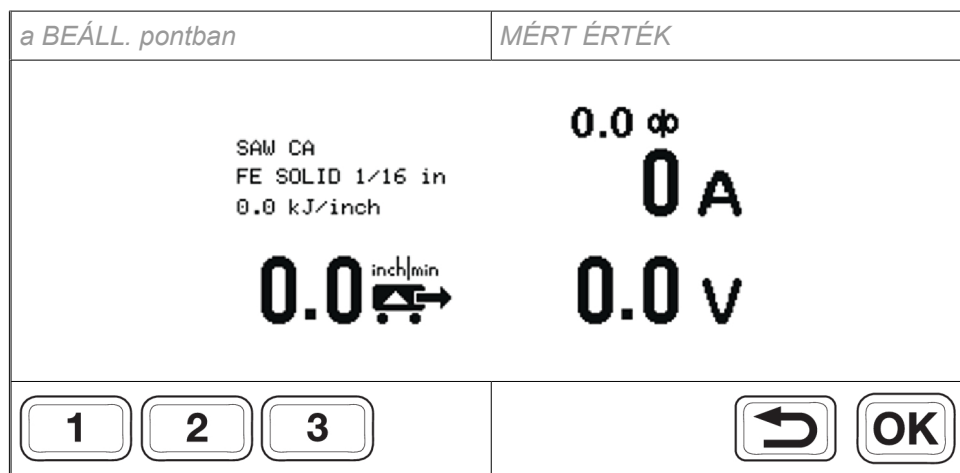 a BEÁLL. pontban
MÉRT ÉRTÉK
SAW CA
FE SOLID 1/16 in
0.0 kJ/inch
0.0 inch/min
0.0
0 A
0.0 V
1 2 3
OK